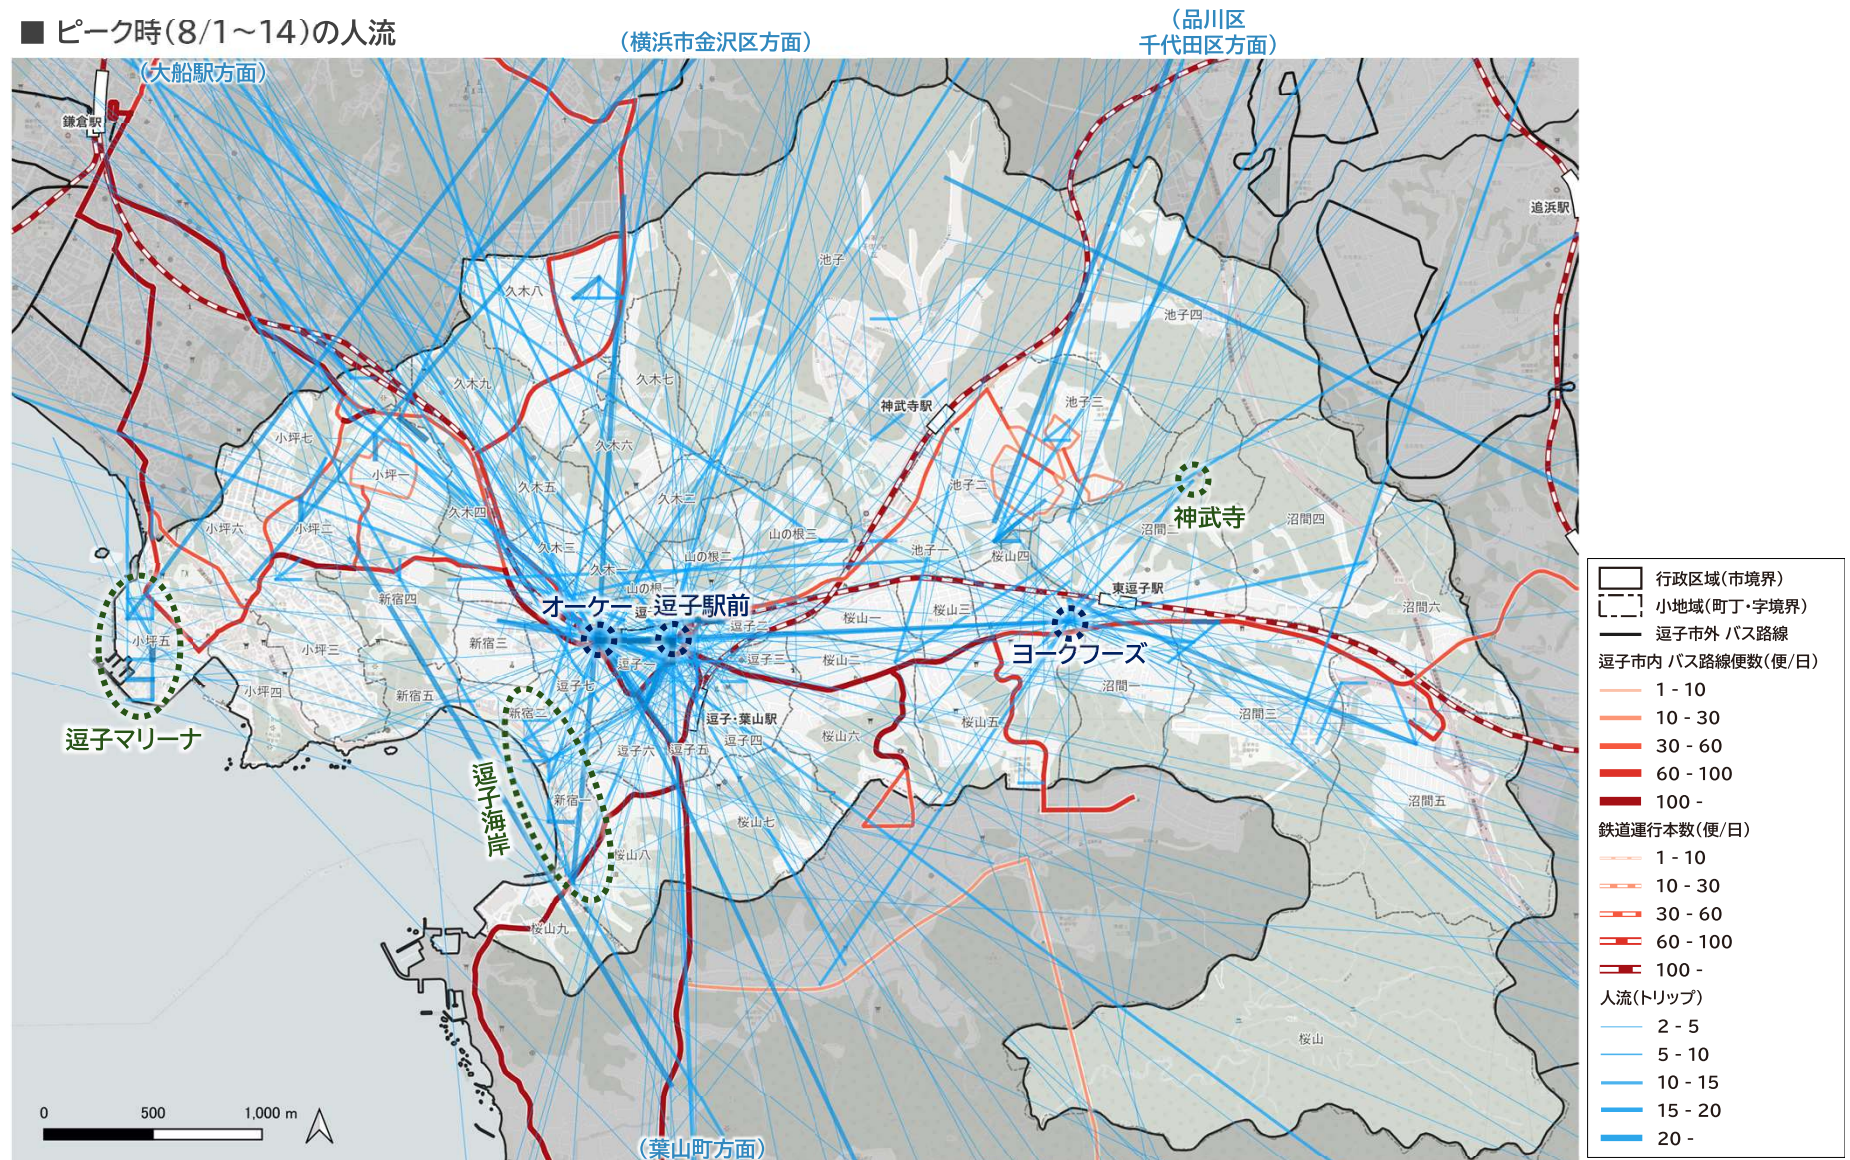 ■ ピーク時(8/1～14)の人流
(大船駅方面)
(横浜市金沢区方面)
(品川区
千代田区方面)
鎌倉駅
追浜駅
池子
久木八
池子四
久木九
久木七
神武寺駅
池子三
小坪七
久木六
小坪一
久木五
久木二
池子二
神武寺
久木四
小坪六
小坪二
山の根三
沼間二
沼間四
久木三
山の根二
池子一
桜山四
久木一
山の根一
東逗子駅
新宿四
オーケー
逗子駅前
桜山三
沼間六
桜山一
逗子二
小坪五
小坪三
新宿三
ヨークフーズ
逗子一
逗子三
桜山二
逗子七
沼間一
小坪四
新宿五
新宿二
逗子・葉山駅
桜山五
沼間三
逗子マリーナ
桜山六
逗子六
逗子五
逗子四
逗子海岸
新宿一
沼間五
桜山七
桜山八
桜山九
桜山
(葉山町方面)
0 500 1,000 m
行政区域(市境界)
小地域(町丁・字境界)
逗子市外 バス路線
逗子市内 バス路線便数(便/日)
1 - 10
10 - 30
30 - 60
60 - 100
100 -
鉄道運行本数(便/日)
1 - 10
10 - 30
30 - 60
60 - 100
100 -
人流(トリップ)
2 - 5
5 - 10
10 - 15
15 - 20
20 -